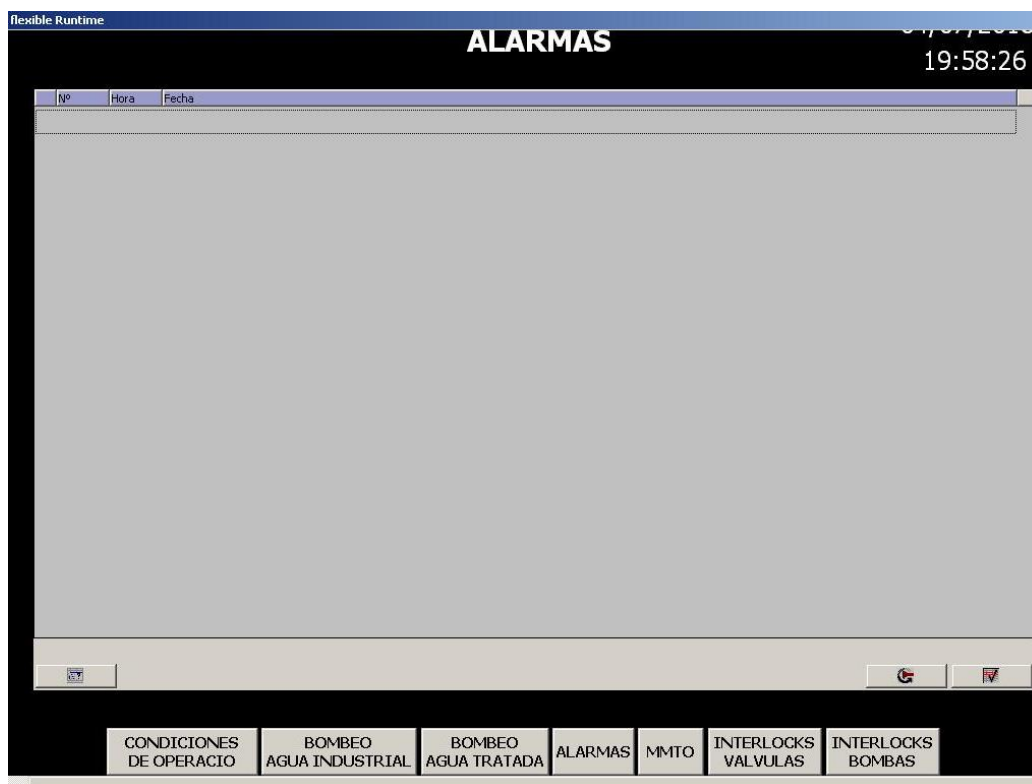 flexible Runtime
ALARMAS
19:58:26
Nº Hora Fecha
CONDICIONES
DE OPERACIO
BOMBEO
AGUA INDUSTRIAL
BOMBEO
AGUA TRATADA
ALARMAS
MMTO
INTERLOCKS
VALVULAS
INTERLOCKS
BOMBAS